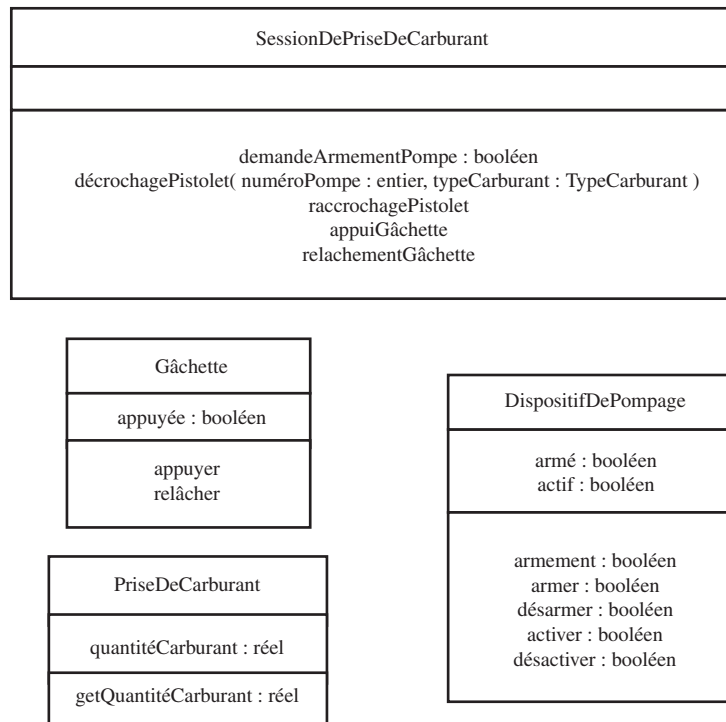 SessionDePriseDeCarburant
demandeArmementPompe : booléen
décrochagePistolet( numéroPompe : entier, typeCarburant : TypeCarburant )
raccrochagePistolet
appuiGâchette
relachementGâchette
Gâchette
appuyée : booléen
appuyer
relâcher
DispositifDePompage
armé : booléen
actif : booléen
armement : booléen
armer : booléen
désarmer : booléen
activer : booléen
désactiver : booléen
PriseDeCarburant
quantitéCarburant : réel
getQuantitéCarburant : réel